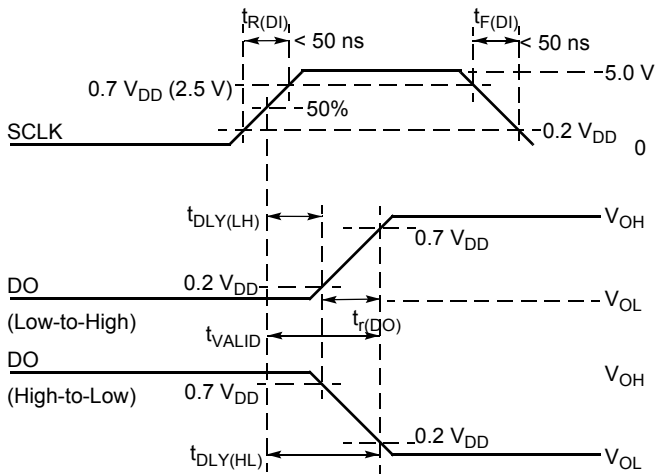 tR(DI)
< 50 ns
tF(DI)
< 50 ns
0.7 VDD (2.5 V)
5.0 V
50%
SCLK
0.2 VDD
0
tDLY(LH)
VOH
0.7 VDD
0.2 VDD
DO
(Low-to-High)
VOL
tr(DO)
tVALID
DO
(High-to-Low)
VOH
0.7 VDD
0.2 VDD
tDLY(HL)
VOL